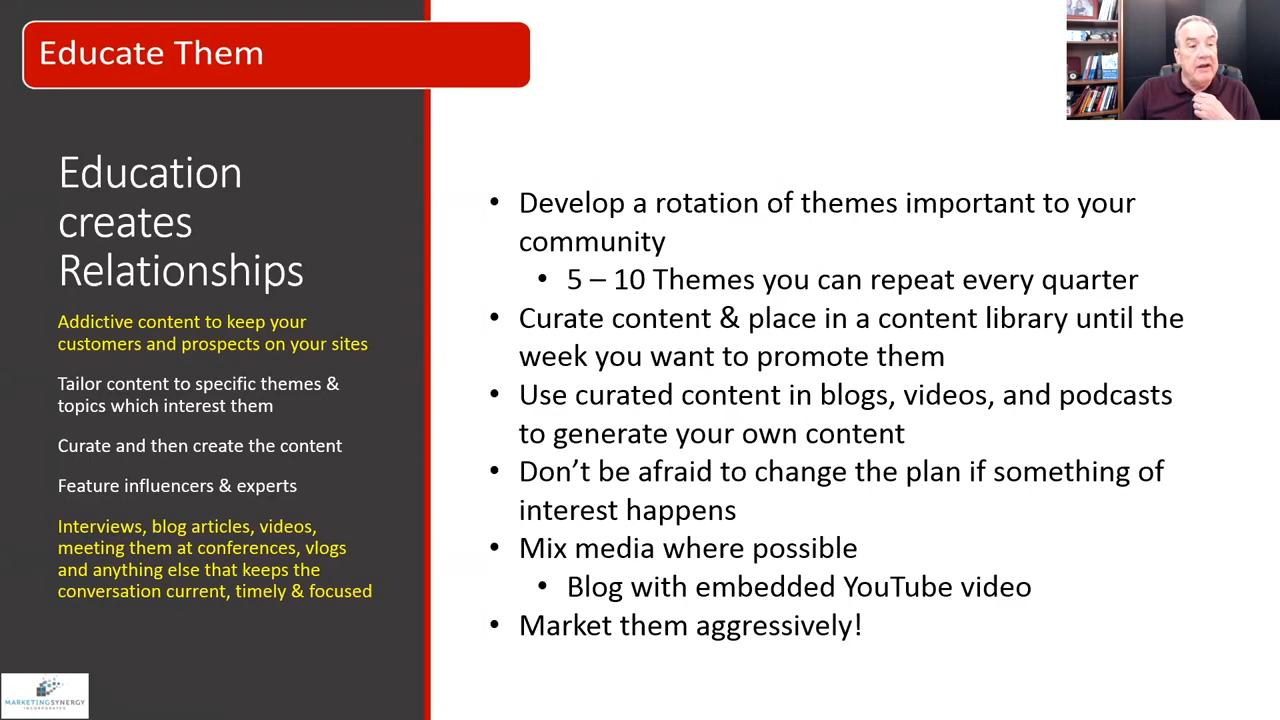 Educate Them
Education
creates
Relationships
Addictive content to keep your
customers and prospects on your sites
Tailor content to specific themes &
topics which interest them
Curate and then create the content
Feature influencers & experts
Interviews, blog articles, videos,
meeting them at conferences, vlogs
and anything else that keeps the
conversation current, timely & focused
MARKETINGSYNERGY
INCORPORATED
• Develop a rotation of themes important to your
community
• 5 – 10 Themes you can repeat every quarter
• Curate content & place in a content library until the
week you want to promote them
• Use curated content in blogs, videos, and podcasts
to generate your own content
• Don’t be afraid to change the plan if something of
interest happens
• Mix media where possible
• Blog with embedded YouTube video
• Market them aggressively!